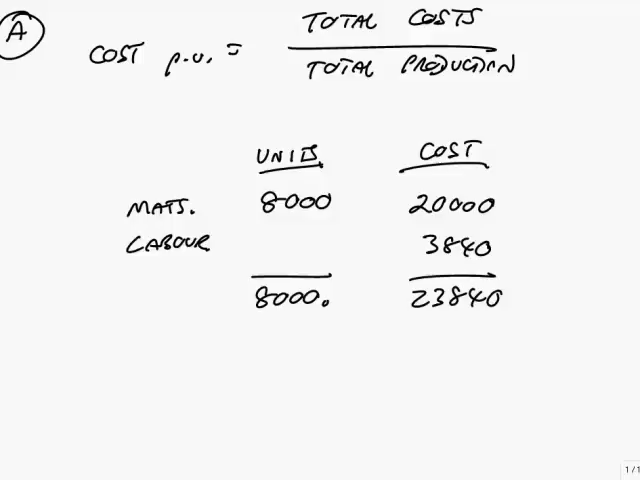 A
TOTAL COSTS
COST p.u. =
TOTAL PRODUCTION
UNITS COST
MATS. 8000 20000
LABOUR 3840
8000. 23840
1/1